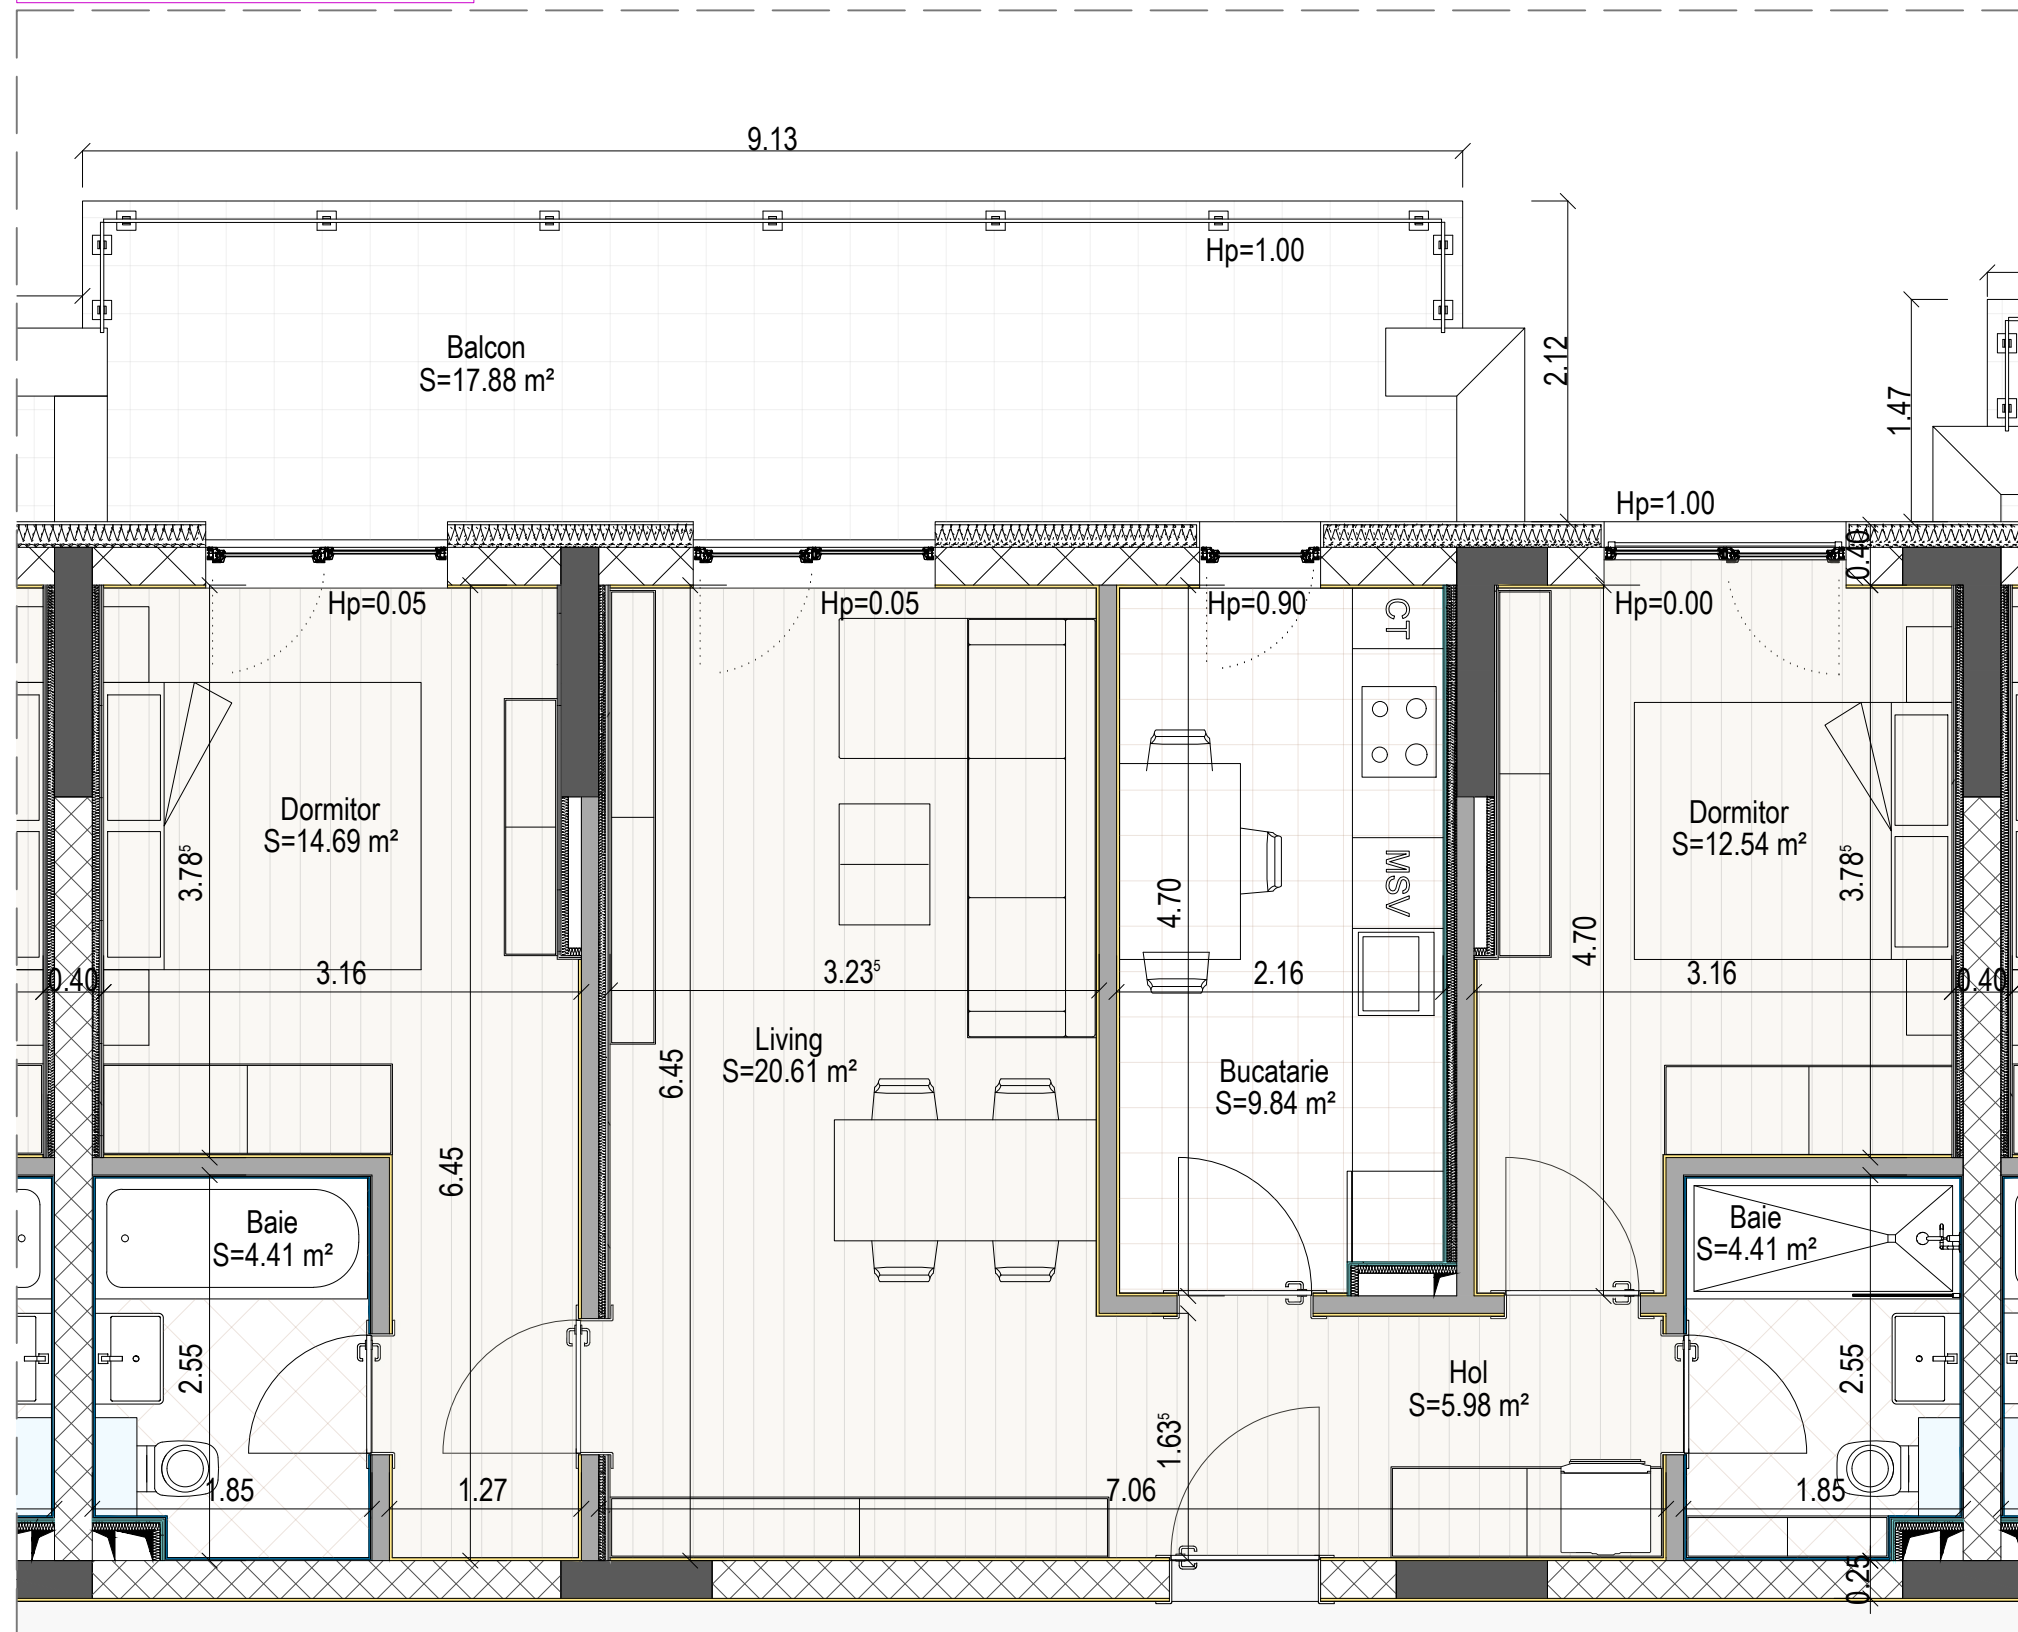 9.13
Hp=1.00
Balcon
S=17.88 m²
2.12
1.47
Hp=1.00
0.40
Hp=0.05
Hp=0.05
Hp=0.90
CT
Hp=0.00
Dormitor
S=14.69 m²
3.78⁵
MSV
4.70
4.70
Dormitor
S=12.54 m²
3.78⁵
0.40
3.16
3.23⁵
2.16
3.16
0.40
Living
S=20.61 m²
6.45
6.45
Bucatarie
S=9.84 m²
Baie
S=4.41 m²
Baie
S=4.41 m²
2.55
Hol
S=5.98 m²
2.55
1.63⁵
1.85
1.27
7.06
1.85
0.25